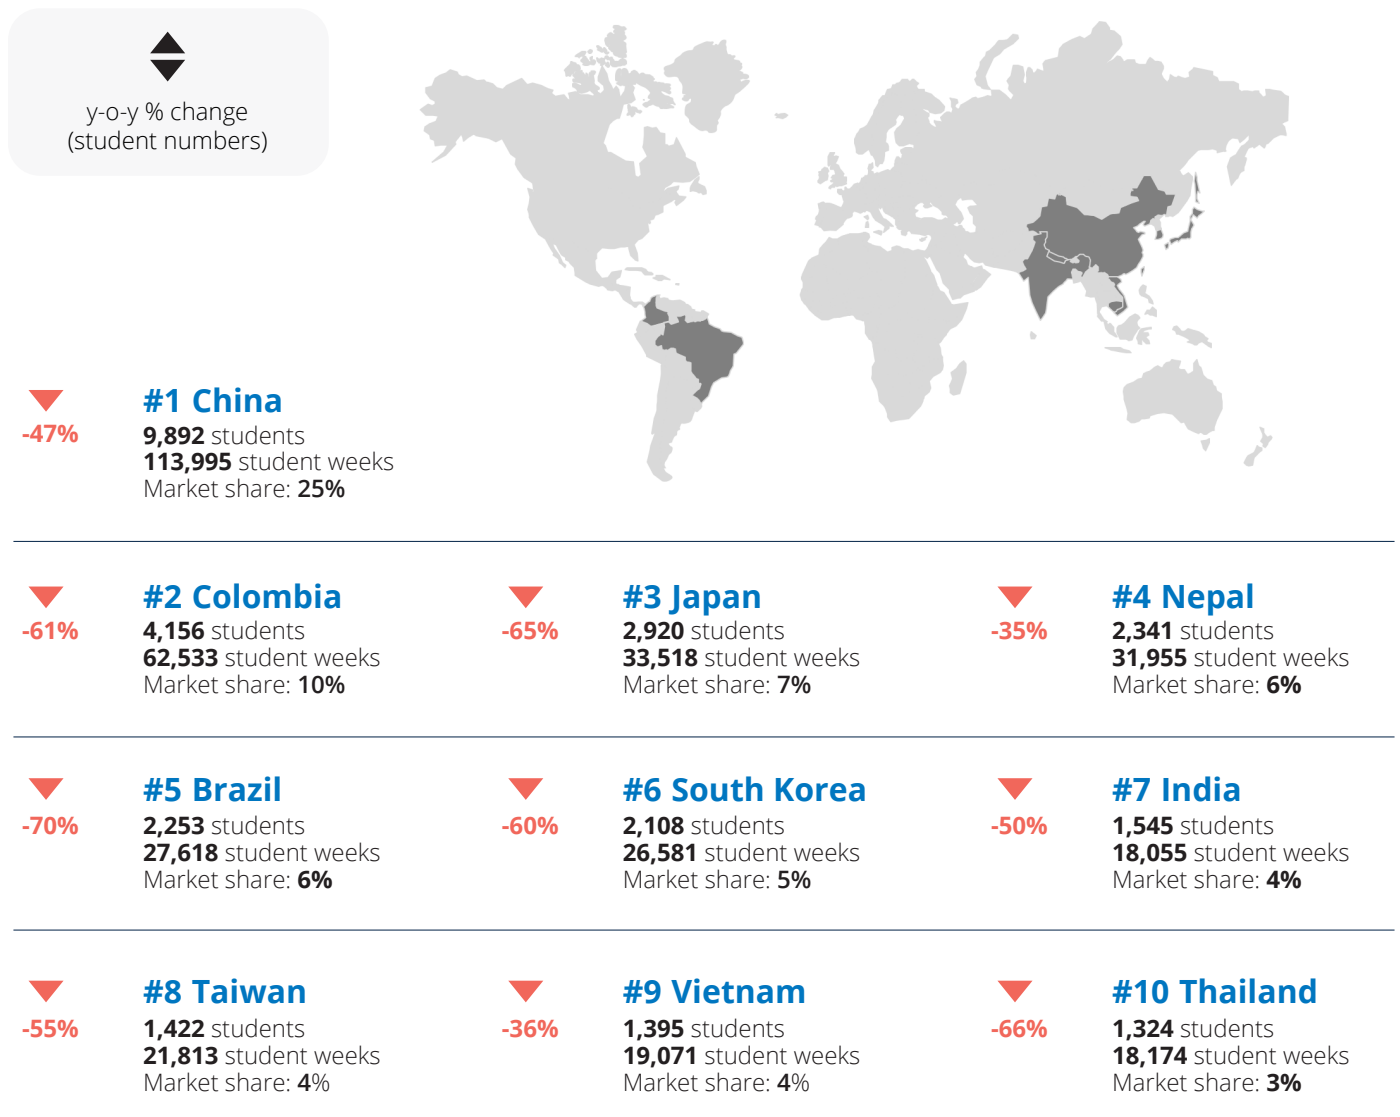 y-o-y % change
(student numbers)
-47%
#1 China
9,892 students
113,995 student weeks
Market share: 25%
-61%
#2 Colombia
4,156 students
62,533 student weeks
Market share: 10%
-65%
#3 Japan
2,920 students
33,518 student weeks
Market share: 7%
-35%
#4 Nepal
2,341 students
31,955 student weeks
Market share: 6%
-70%
#5 Brazil
2,253 students
27,618 student weeks
Market share: 6%
-60%
#6 South Korea
2,108 students
26,581 student weeks
Market share: 5%
-50%
#7 India
1,545 students
18,055 student weeks
Market share: 4%
-55%
#8 Taiwan
1,422 students
21,813 student weeks
Market share: 4%
-36%
#9 Vietnam
1,395 students
19,071 student weeks
Market share: 4%
-66%
#10 Thailand
1,324 students
18,174 student weeks
Market share: 3%